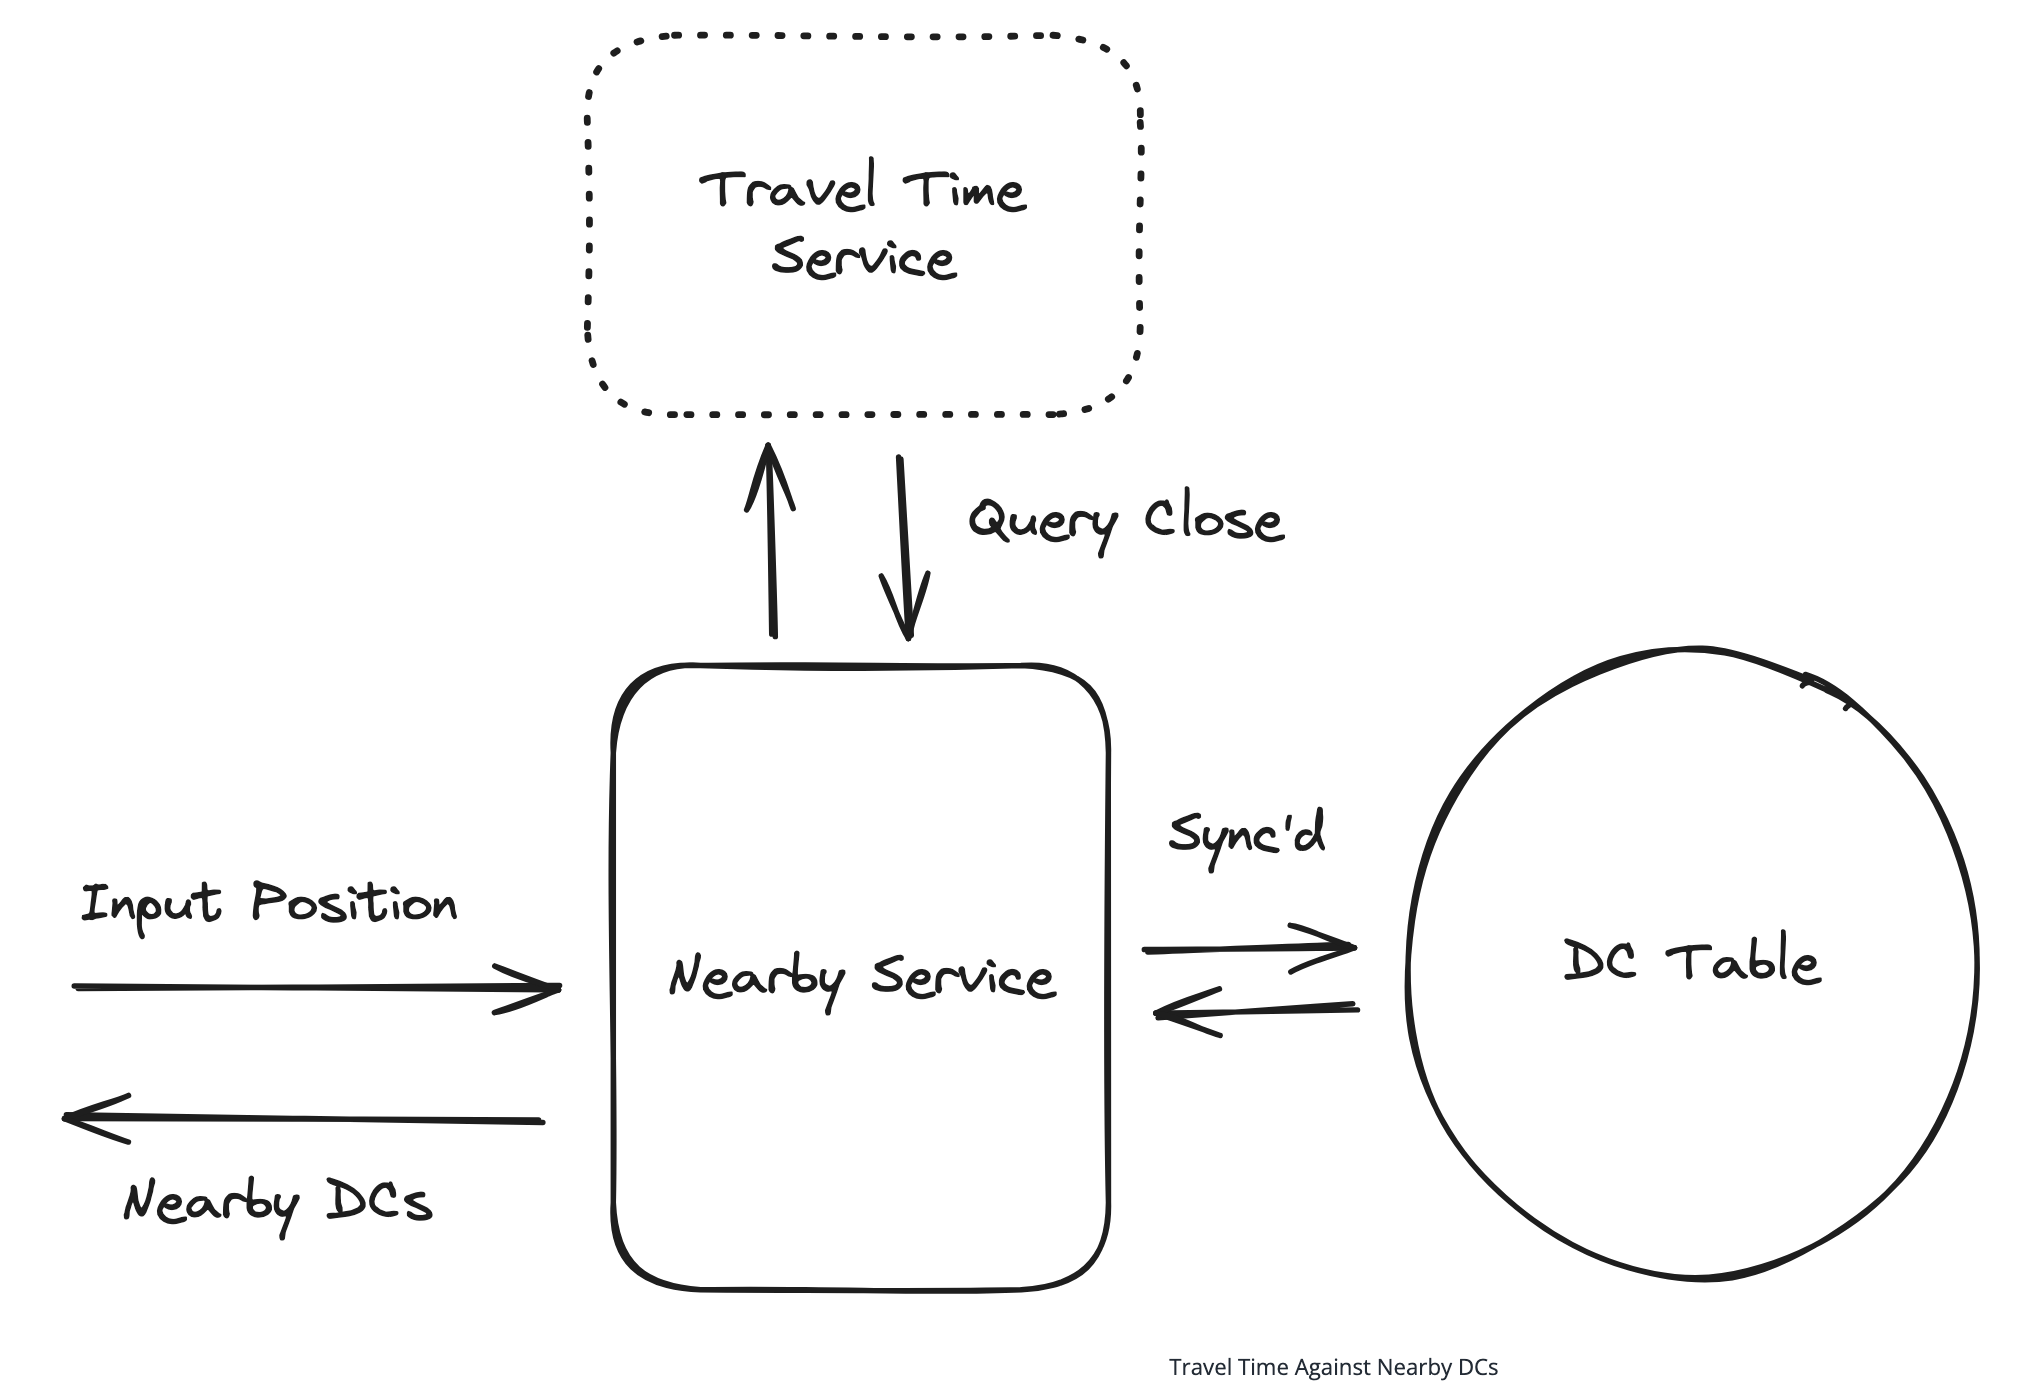 Travel Time
Service
Query Close
Sync'd
Input Position
Nearby Service
DC Table
Nearby DCs
Travel Time Against Nearby DCs